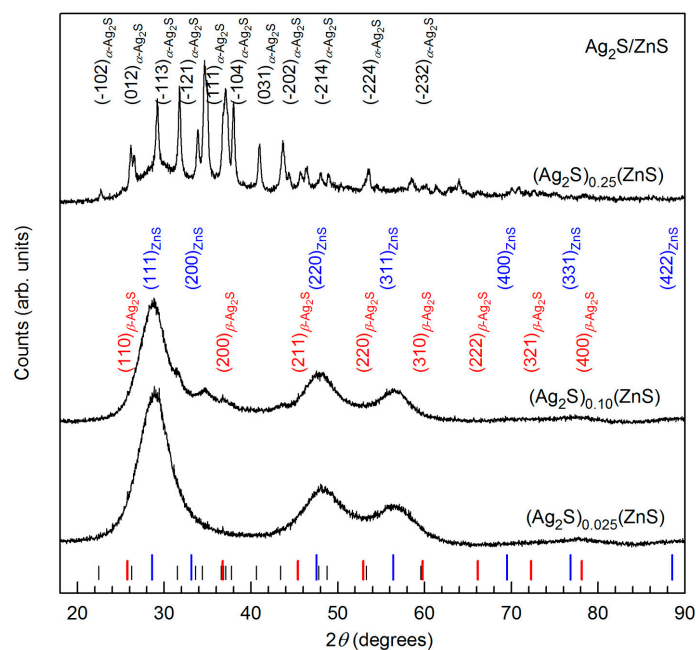 Ag2S/ZnS
(-102)α-Ag2S
(012)α-Ag2S
(-113)α-Ag2S
(-121)α-Ag2S
(111)α-Ag2S
(-104)α-Ag2S
(031)α-Ag2S
(-202)α-Ag2S
(-214)α-Ag2S
(-224)α-Ag2S
(-232)α-Ag2S
(Ag2S)0.25(ZnS)
(111)ZnS
(200)ZnS
(220)ZnS
(311)ZnS
(400)ZnS
(331)ZnS
(422)ZnS
(110)β-Ag2S
(200)β-Ag2S
(211)β-Ag2S
(220)β-Ag2S
(310)β-Ag2S
(222)β-Ag2S
(321)β-Ag2S
(400)β-Ag2S
(Ag2S)0.10(ZnS)
(Ag2S)0.025(ZnS)
Counts (arb. units)
20 30 40 50 60 70 80 90
2θ (degrees)